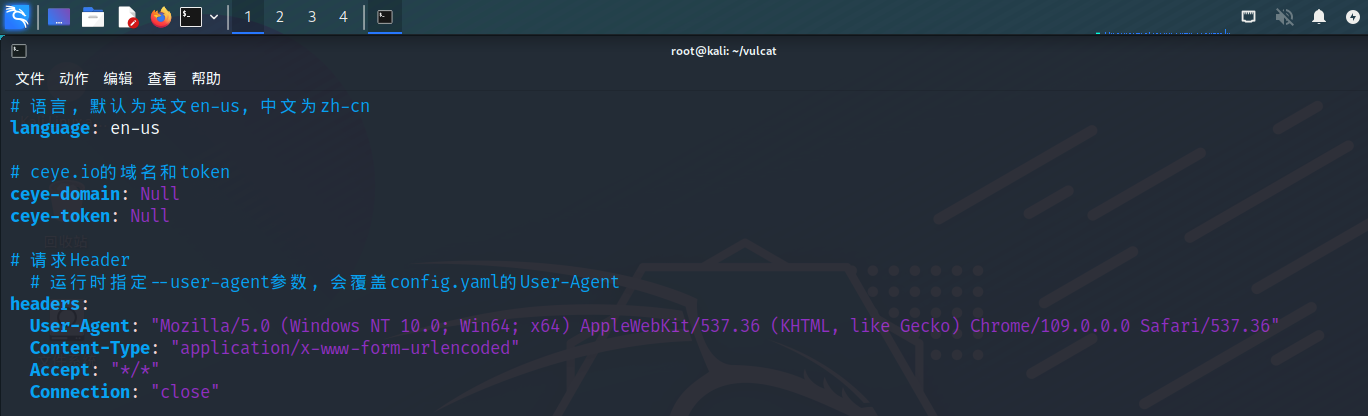 1 2 3 4
root@kali: ~/vulcat
文件 动作 编辑 查看 帮助
# 语言, 默认为英文en-us, 中文为zh-cn
language: en-us
# ceye.io的域名和token
ceye-domain: Null
ceye-token: Null
# 请求Header
# 运行时指定--user-agent参数, 会覆盖config.yaml的User-Agent
headers:
User-Agent: "Mozilla/5.0 (Windows NT 10.0; Win64; x64) AppleWebKit/537.36 (KHTML, like Gecko) Chrome/109.0.0.0 Safari/537.36"
Content-Type: "application/x-www-form-urlencoded"
Accept: "*/*"
Connection: "close"